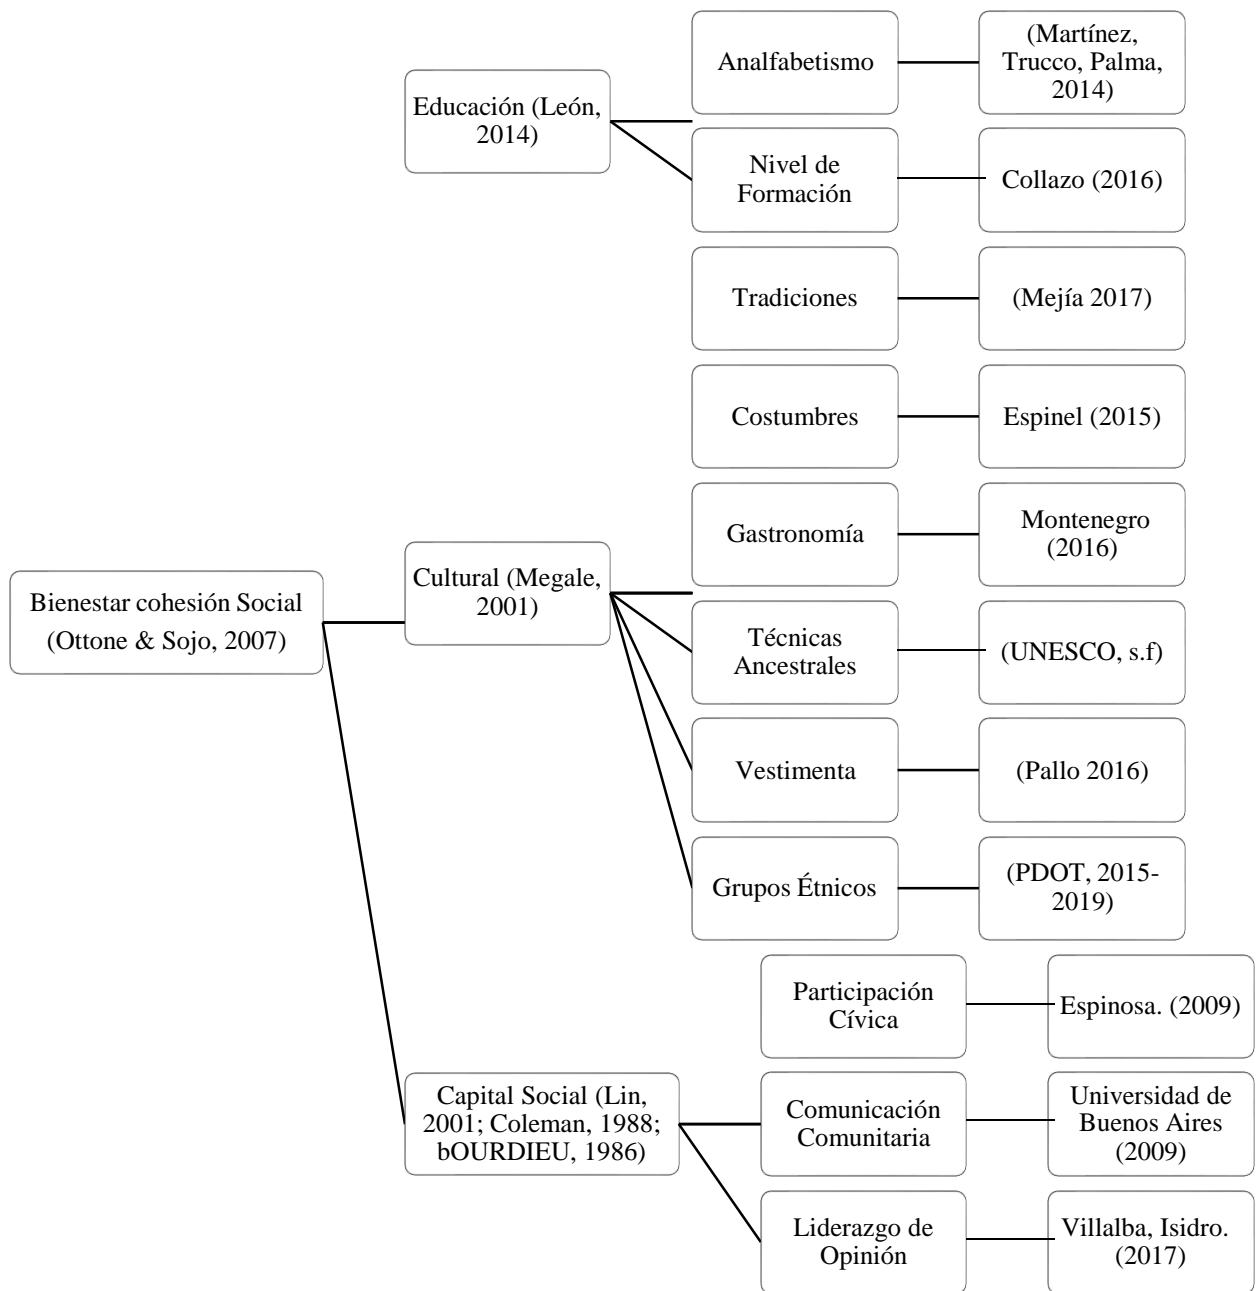 Bienestar cohesión Social
(Ottone & Sojo, 2007)
Educación (León,
2014)
Analfabetismo
(Martínez,
Trucco, Palma,
2014)
Nivel de
Formación
Collazo (2016)
Cultural (Megale,
2001)
Tradiciones
(Mejía 2017)
Costumbres
Espinel (2015)
Gastronomía
Montenegro
(2016)
Técnicas
Ancestrales
(UNESCO, s.f)
Vestimenta
(Pallo 2016)
Grupos Étnicos
(PDOT, 2015-
2019)
Capital Social (Lin,
2001; Coleman, 1988;
bOURDIEU, 1986)
Participación
Cívica
Espinosa. (2009)
Comunicación
Comunitaria
Universidad de
Buenos Aires
(2009)
Liderazgo de
Opinión
Villalba, Isidro.
(2017)